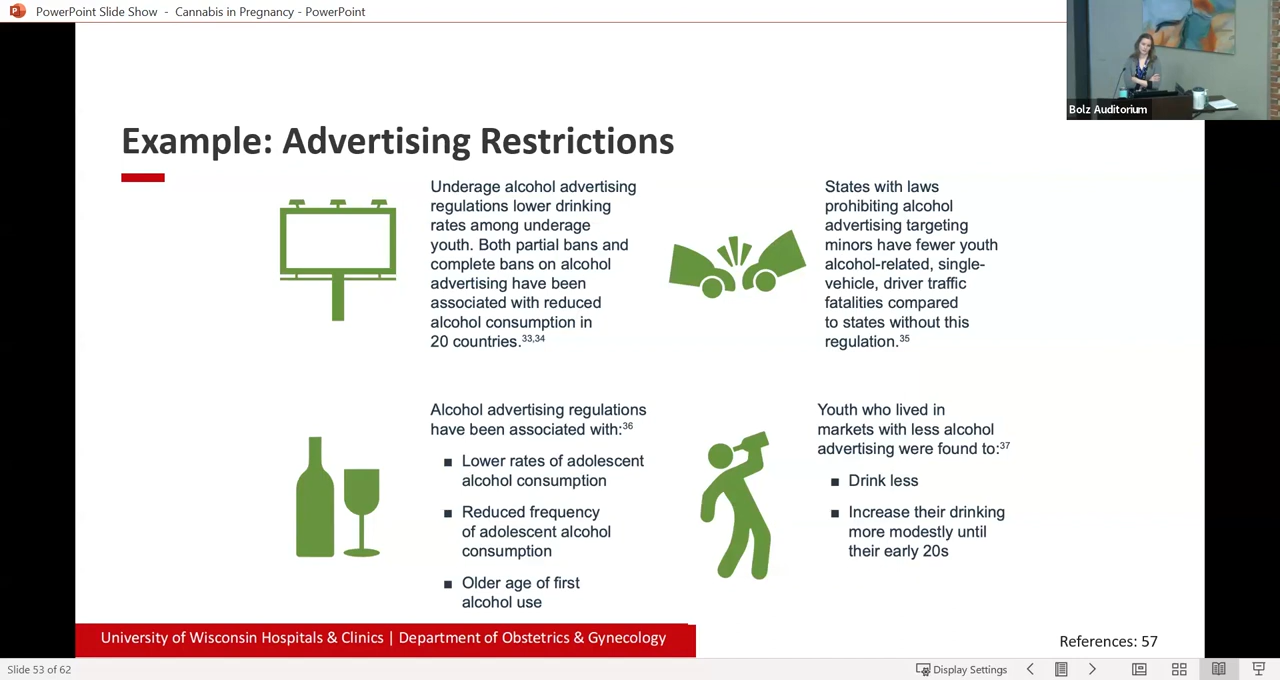 PowerPoint Slide Show - Cannabis in Pregnancy - PowerPoint
Bolz Auditorium
Example: Advertising Restrictions
Underage alcohol advertising
regulations lower drinking
rates among underage
youth. Both partial bans and
complete bans on alcohol
advertising have been
associated with reduced
alcohol consumption in
20 countries.33,34
States with laws
prohibiting alcohol
advertising targeting
minors have fewer youth
alcohol-related, single-
vehicle, driver traffic
fatalities compared
to states without this
regulation.35
Alcohol advertising regulations
have been associated with:36
■ Lower rates of adolescent
alcohol consumption
■ Reduced frequency
of adolescent alcohol
consumption
■ Older age of first
alcohol use
Youth who lived in
markets with less alcohol
advertising were found to:37
■ Drink less
■ Increase their drinking
more modestly until
their early 20s
University of Wisconsin Hospitals & Clinics | Department of Obstetrics & Gynecology
References: 57
Slide 53 of 62
Display Settings